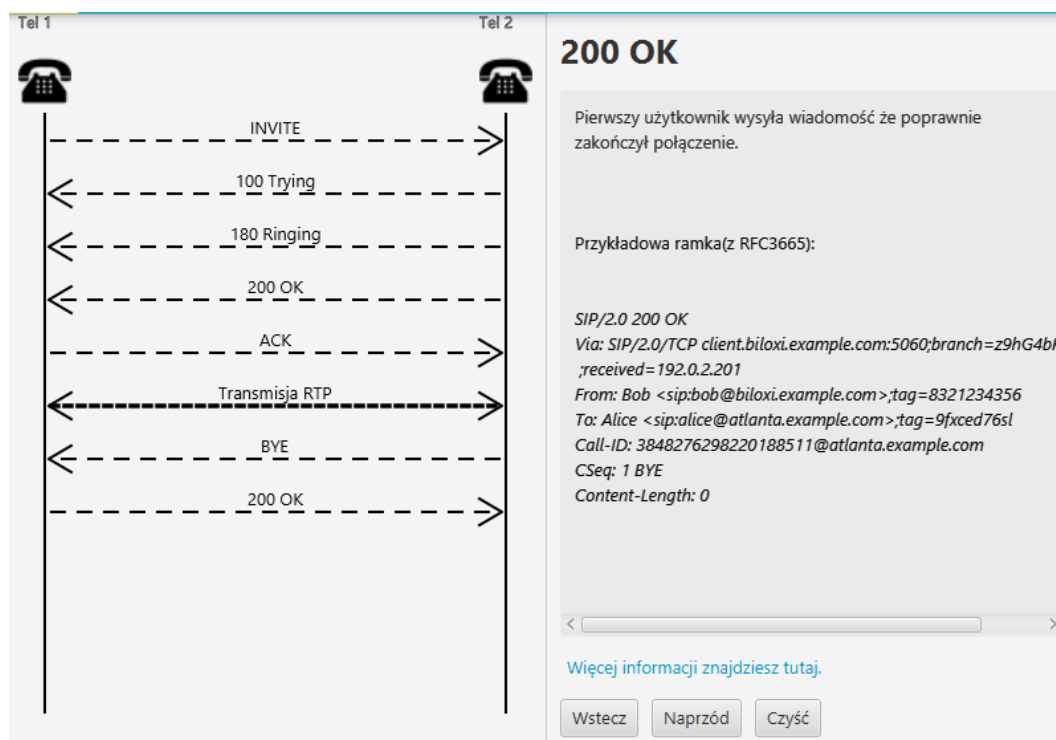 Tel 1
Tel 2
INVITE
100 Trying
180 Ringing
200 OK
ACK
Transmisja RTP
BYE
200 OK
200 OK
Pierwszy użytkownik wysyła wiadomość że poprawnie
zakończył połączenie.
Przykładowa ramka(z RFC3665):
SIP/2.0 200 OK
Via: SIP/2.0/TCP client.biloxi.example.com:5060;branch=z9hG4bK
;received=192.0.2.201
From: Bob <sip:bob@biloxi.example.com>;tag=8321234356
To: Alice <sip:alice@atlanta.example.com>;tag=9fxced76sl
Call-ID: 3848276298220188511@atlanta.example.com
CSeq: 1 BYE
Content-Length: 0
Więcej informacji znajdziesz tutaj.
Wstecz
Naprzód
Czyść